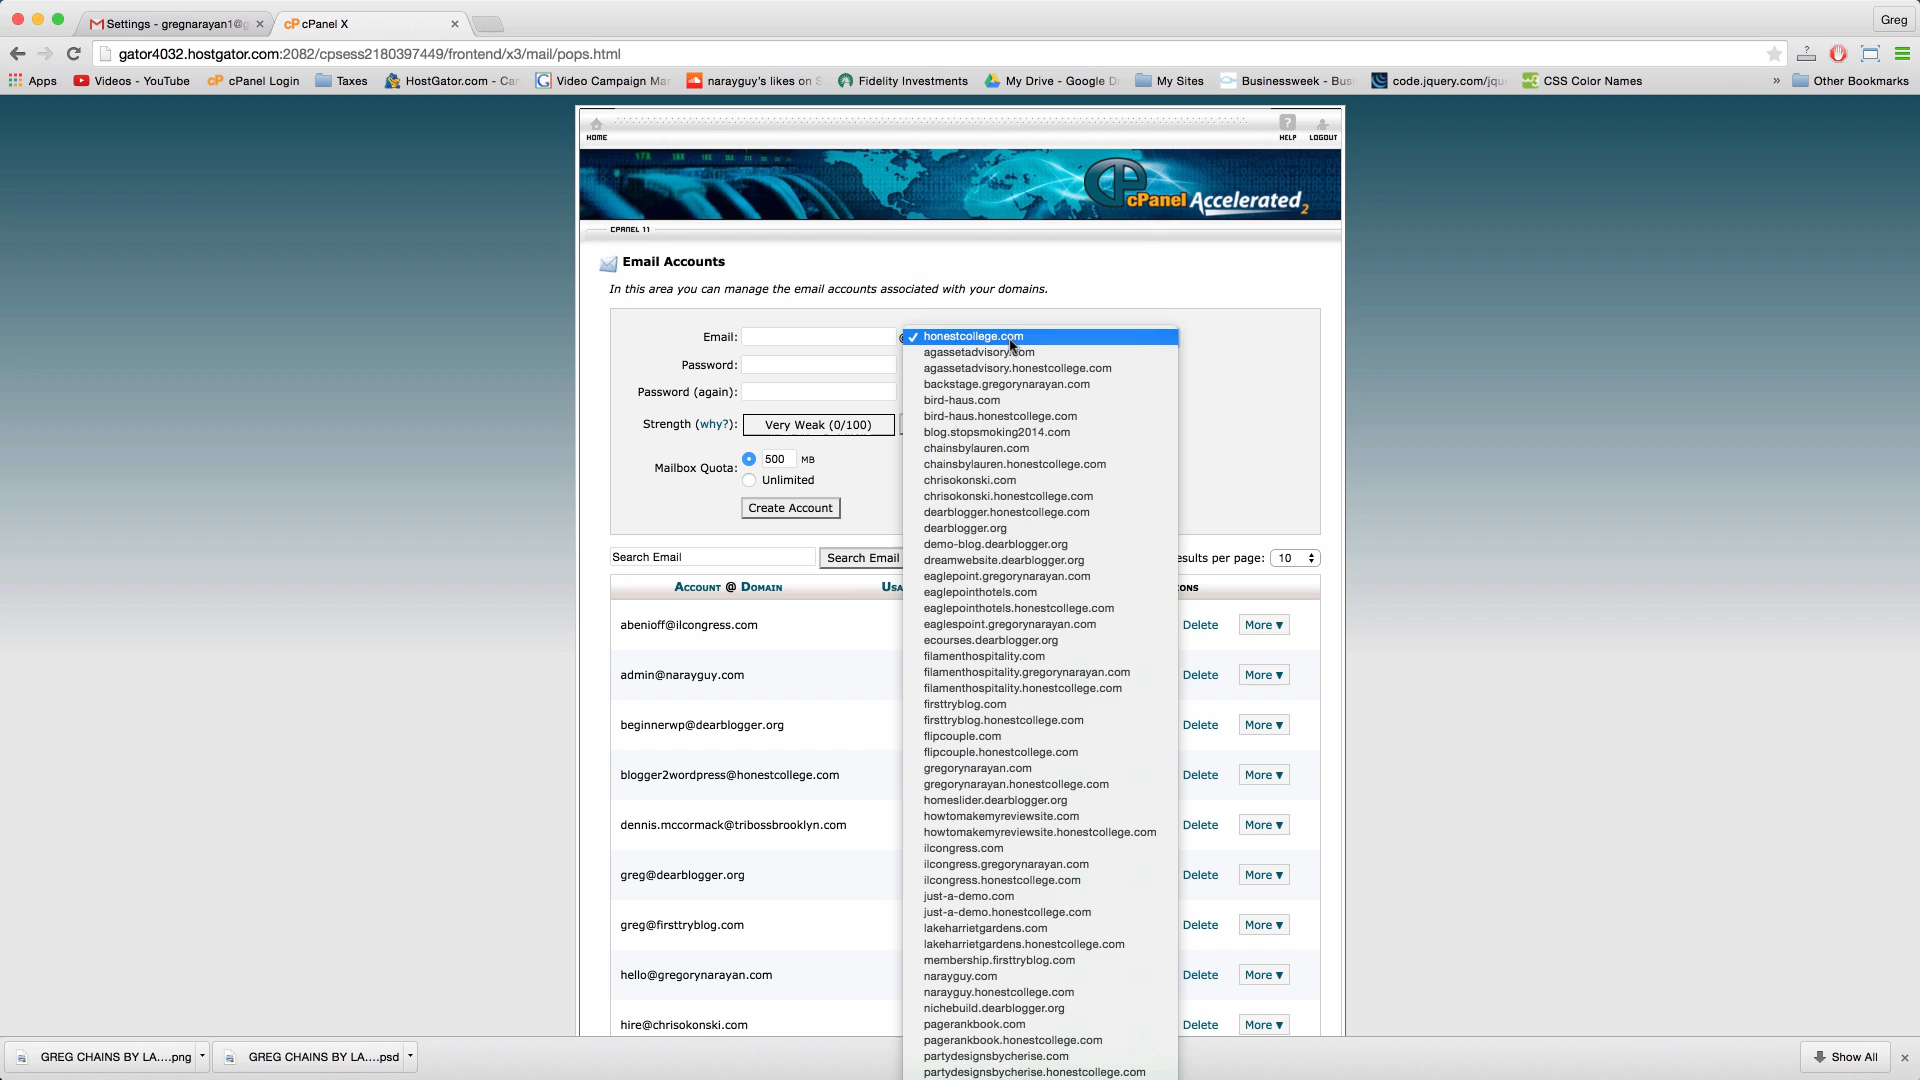 Settings - gregnarayan1@g
cP cPanel X
Greg
gator4032.hostgator.com:2082/cpsess2180397449/frontend/x3/mail/pops.html
Apps
Videos - YouTube
cP cPanel Login
Taxes
HostGator.com - Ca
Video Campaign Ma
narayguy's likes on S
Fidelity Investments
My Drive - Google D
My Sites
Businessweek - Bus
code.jquery.com/jqu
CSS Color Names
»
Other Bookmarks
HOME
HELP
LOGOUT
cPanel Accelerated2
CPANEL 11
Email Accounts
In this area you can manage the email accounts associated with your domains.
Email:
Password:
Password (again):
Strength (why?): Very Weak (0/100)
Mailbox Quota: 500 MB
Unlimited
Create Account
✓ honestcollege.com
agassetadvisory.com
agassetadvisory.honestcollege.com
backstage.gregorynarayan.com
bird-haus.com
bird-haus.honestcollege.com
blog.stopsmoking2014.com
chainsbylauren.com
chainsbylauren.honestcollege.com
chrisokonski.com
chrisokonski.honestcollege.com
dearblogger.honestcollege.com
dearblogger.org
demo-blog.dearblogger.org
dreamwebsite.dearblogger.org
eaglepoint.gregorynarayan.com
eaglepointhotels.com
eaglepointhotels.honestcollege.com
eaglespoint.gregorynarayan.com
ecourses.dearblogger.org
filamenthospitality.com
filamenthospitality.gregorynarayan.com
filamenthospitality.honestcollege.com
firsttryblog.com
firsttryblog.honestcollege.com
flipcouple.com
flipcouple.honestcollege.com
gregorynarayan.com
gregorynarayan.honestcollege.com
homeslider.dearblogger.org
howtomakemyreviewsite.com
howtomakemyreviewsite.honestcollege.com
ilcongress.com
ilcongress.gregorynarayan.com
ilcongress.honestcollege.com
just-a-demo.com
just-a-demo.honestcollege.com
lakeharrietgardens.com
lakeharrietgardens.honestcollege.com
membership.firsttryblog.com
narayguy.com
narayguy.honestcollege.com
nichebuild.dearblogger.org
pagerankbook.com
pagerankbook.honestcollege.com
partydesignsbycherise.com
partydesignsbycherise.honestcollege.com
Search Email
Search Email
esults per page: 10
ACCOUNT @ DOMAIN
USA
ONS
abenioff@ilcongress.com
Delete More ▼
admin@narayguy.com
Delete More ▼
beginnerwp@dearblogger.org
Delete More ▼
blogger2wordpress@honestcollege.com
Delete More ▼
dennis.mccormack@tribossbrooklyn.com
Delete More ▼
greg@dearblogger.org
Delete More ▼
greg@firsttryblog.com
Delete More ▼
hello@gregorynarayan.com
Delete More ▼
hire@chrisokonski.com
Delete More ▼
GREG CHAINS BY LA....png
GREG CHAINS BY LA....psd
Show All